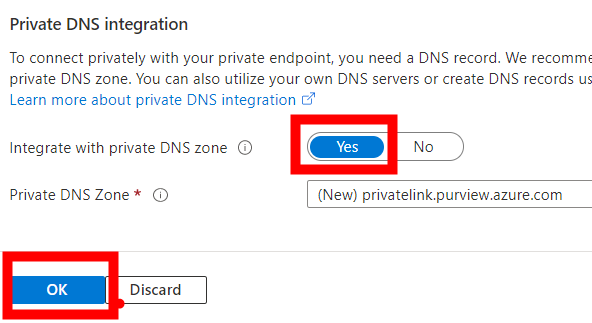 Private DNS integration
To connect privately with your private endpoint, you need a DNS record. We recomme
private DNS zone. You can also utilize your own DNS servers or create DNS records us
Learn more about private DNS integration
Integrate with private DNS zone Yes No
Private DNS Zone * (New) privatelink.purview.azure.com
OK Discard